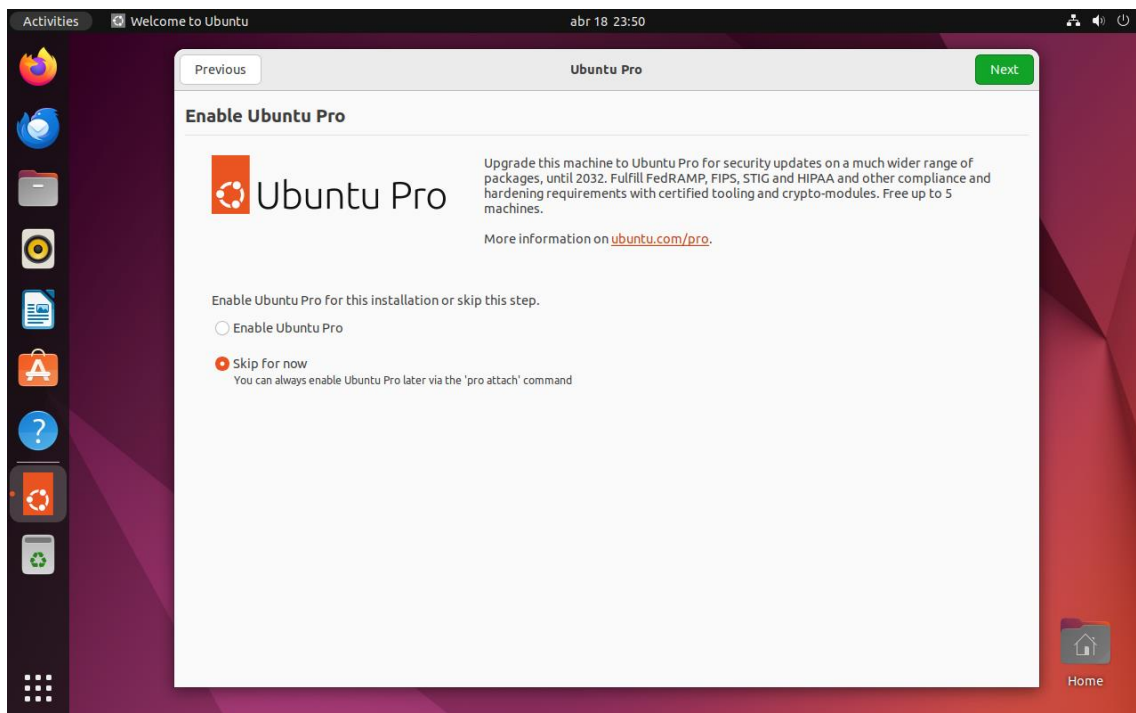 Activities Welcome to Ubuntu abr 18 23:50
Previous Ubuntu Pro Next
Enable Ubuntu Pro
Ubuntu Pro
Upgrade this machine to Ubuntu Pro for security updates on a much wider range of
packages, until 2032. Fulfill FedRAMP, FIPS, STIG and HIPAA and other compliance and
hardening requirements with certified tooling and crypto-modules. Free up to 5
machines.
More information on ubuntu.com/pro.
Enable Ubuntu Pro for this installation or skip this step.
Enable Ubuntu Pro
Skip for now
You can always enable Ubuntu Pro later via the 'pro attach' command
Home